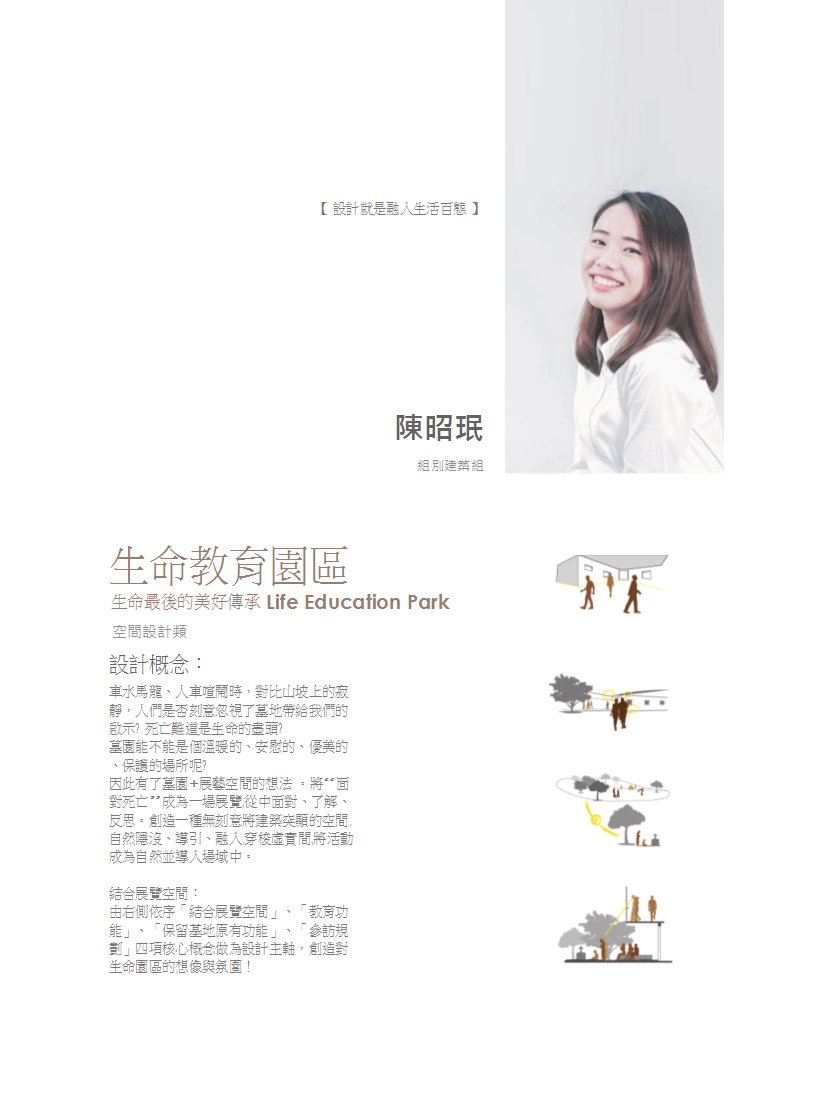 【 設計就是融入生活百態 】
陳昭珉
組別建築組
生命教育園區
生命最後的美好傳承 Life Education Park
空間設計類
設計概念：
車水馬龍、人車喧鬧時，對比山坡上的寂
靜，人們是否刻意忽視了墓地帶給我們的
啟示? 死亡難道是生命的盡頭?
墓園能不能是個溫暖的、安慰的、優美的
、保護的場所呢?
因此有了墓園+展藝空間的想法 。將“面
對死亡”成為一場展覽,從中面對、了解、
反思。創造一種無刻意將建築突顯的空間,
自然隱沒、導引、融入,穿梭虛實間,將活動
成為自然並導入場域中。
結合展覽空間：
由右側依序「結合展覽空間」、「教育功
能」、「保留基地原有功能」、「參訪規
劃」四項核心概念做為設計主軸，創造對
生命園區的想像與氛圍！